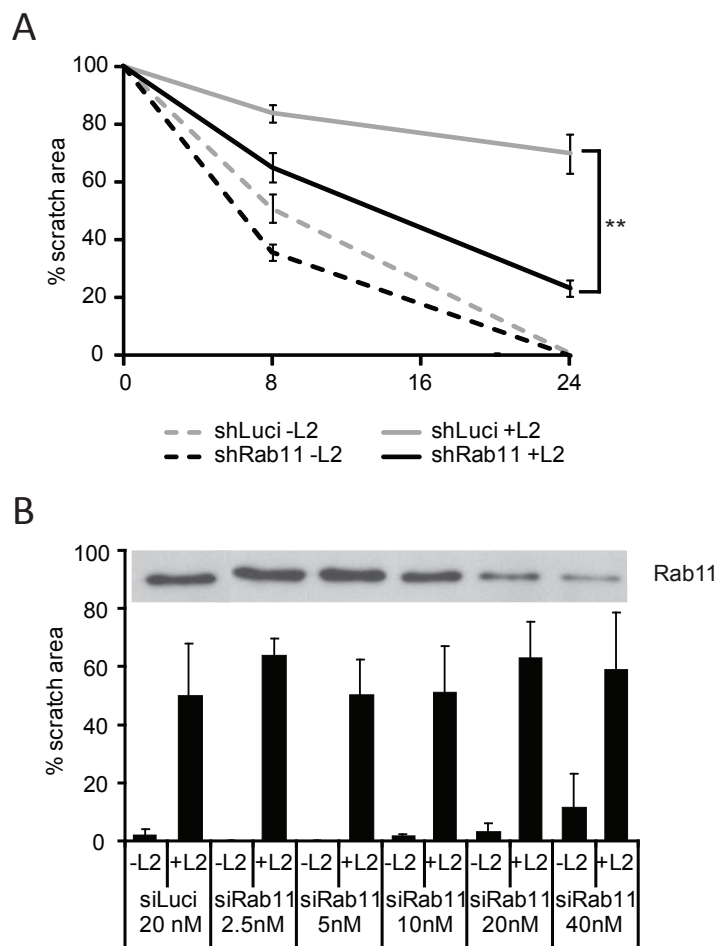 A
100
80
60
40
20
0
% scratch area
**
0 8 16 24
shLuci -L2 shLuci +L2
shRab11 -L2 shRab11 +L2
B
100
80
60
40
20
0
% scratch area
Rab11
-L2 +L2 -L2 +L2 -L2 +L2 -L2 +L2 -L2 +L2 -L2 +L2
siLuci siRab11 siRab11 siRab11 siRab11 siRab11
20 nM 2.5nM 5nM 10nM 20nM 40nM